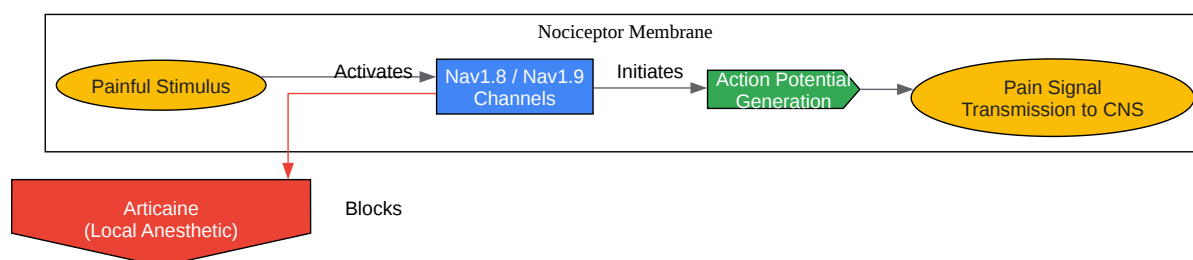 Nociceptor Membrane
Painful Stimulus
Activates
Nav1.8 / Nav1.9
Channels
Initiates
Action Potential
Generation
Pain Signal
Transmission to CNS
Articaine
(Local Anesthetic)
Blocks